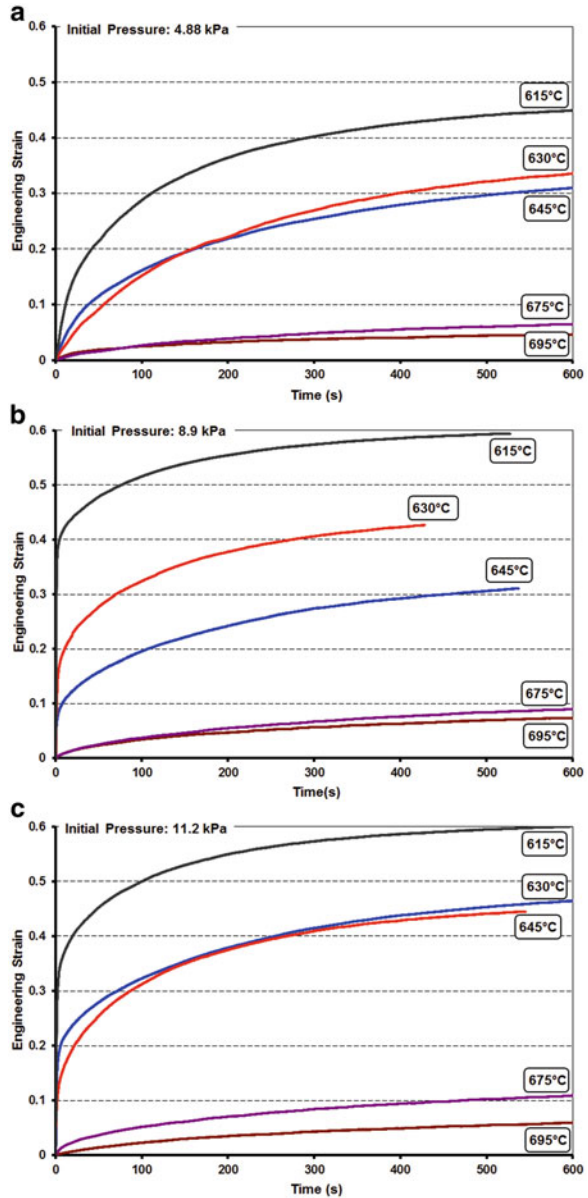 a
Initial Pressure: 4.88 kPa
0.6
0.5
0.4
0.3
0.2
0.1
0
Engineering Strain
615°C
630°C
645°C
675°C
695°C
0 100 200 300 400 500 600
Time (s)
b
Initial Pressure: 8.9 kPa
0.6
0.5
0.4
0.3
0.2
0.1
0
Engineering Strain
615°C
630°C
645°C
675°C
695°C
0 100 200 300 400 500 600
Time(s)
c
Initial Pressure: 11.2 kPa
0.6
0.5
0.4
0.3
0.2
0.1
0
Engineering Strain
615°C
630°C
645°C
675°C
695°C
0 100 200 300 400 500 600
Time (s)